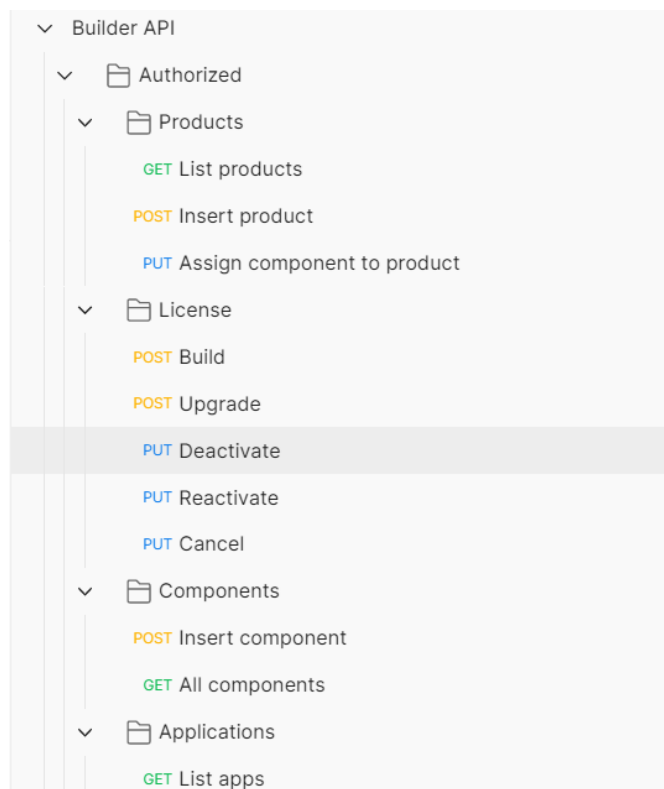 Builder API
Authorized
Products
GET List products
POST Insert product
PUT Assign component to product
License
POST Build
POST Upgrade
PUT Deactivate
PUT Reactivate
PUT Cancel
Components
POST Insert component
GET All components
Applications
GET List apps